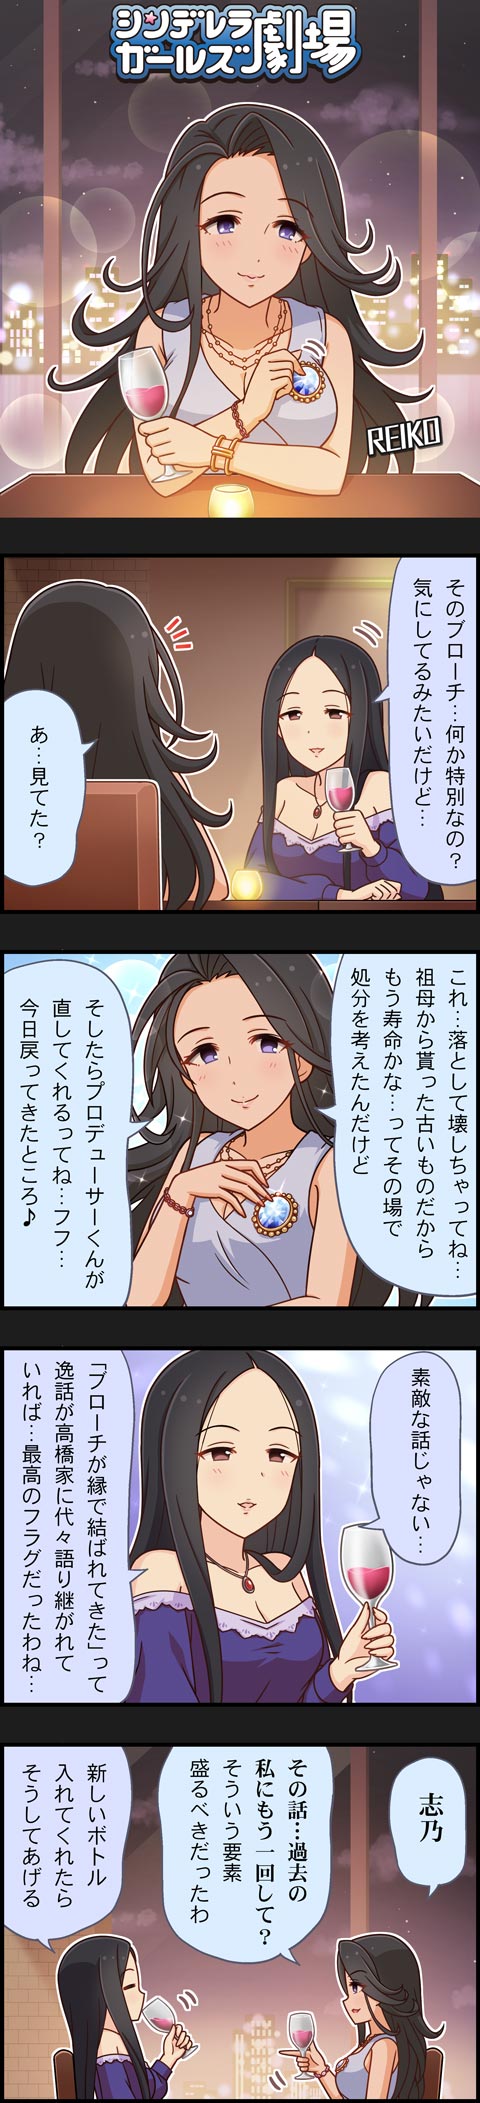 シンデレラ
ガールズ劇場
REIKO
そのブローチ…何か特別なの?
気にしてるみたいだけど…
あ…見てた?
これ…落として壊しちゃってね…
祖母から貰った古いものだから
もう寿命かな…ってその場で
処分を考えたんだけど
そしたらプロデューサーくんが
直してくれるってね…フフ…
今日戻ってきたところ♪
素敵な話じゃない…
「ブローチが縁で結ばれてきた」って
逸話が高橋家に代々語り継がれて
いれば…最高のフラグだったわね…
志乃
その話…過去の
私にもう一回して?
そういう要素
盛るべきだったわ
新しいボトル
入れてくれたら
そうしてあげる